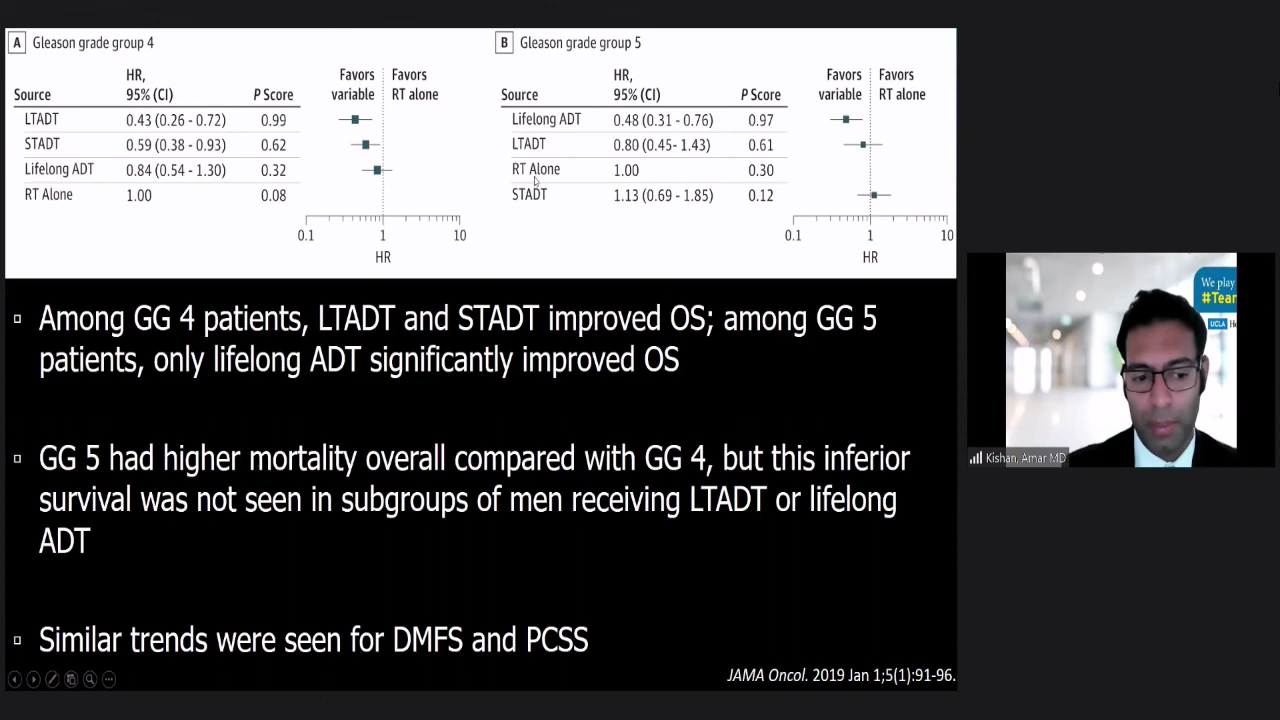 A Gleason grade group 4
HR, Favors Favors
Source 95% (CI) P Score variable RT alone
LTADT 0.43 (0.26 - 0.72) 0.99
STADT 0.59 (0.38 - 0.93) 0.62
Lifelong ADT 0.84 (0.54 - 1.30) 0.32
RT Alone 1.00 0.08
0.1 1 10
HR
B Gleason grade group 5
HR, Favors Favors
Source 95% (CI) P Score variable RT alone
Lifelong ADT 0.48 (0.31 - 0.76) 0.97
LTADT 0.80 (0.45- 1.43) 0.61
RT Alone 1.00 0.30
STADT 1.13 (0.69 - 1.85) 0.12
0.1 1 10
HR
Among GG 4 patients, LTADT and STADT improved OS; among GG 5
patients, only lifelong ADT significantly improved OS
GG 5 had higher mortality overall compared with GG 4, but this inferior
survival was not seen in subgroups of men receiving LTADT or lifelong
ADT
Similar trends were seen for DMFS and PCSS
JAMA Oncol. 2019 Jan 1;5(1):91-96.
We play
#Team
UCLA
Kishan, Amar MD